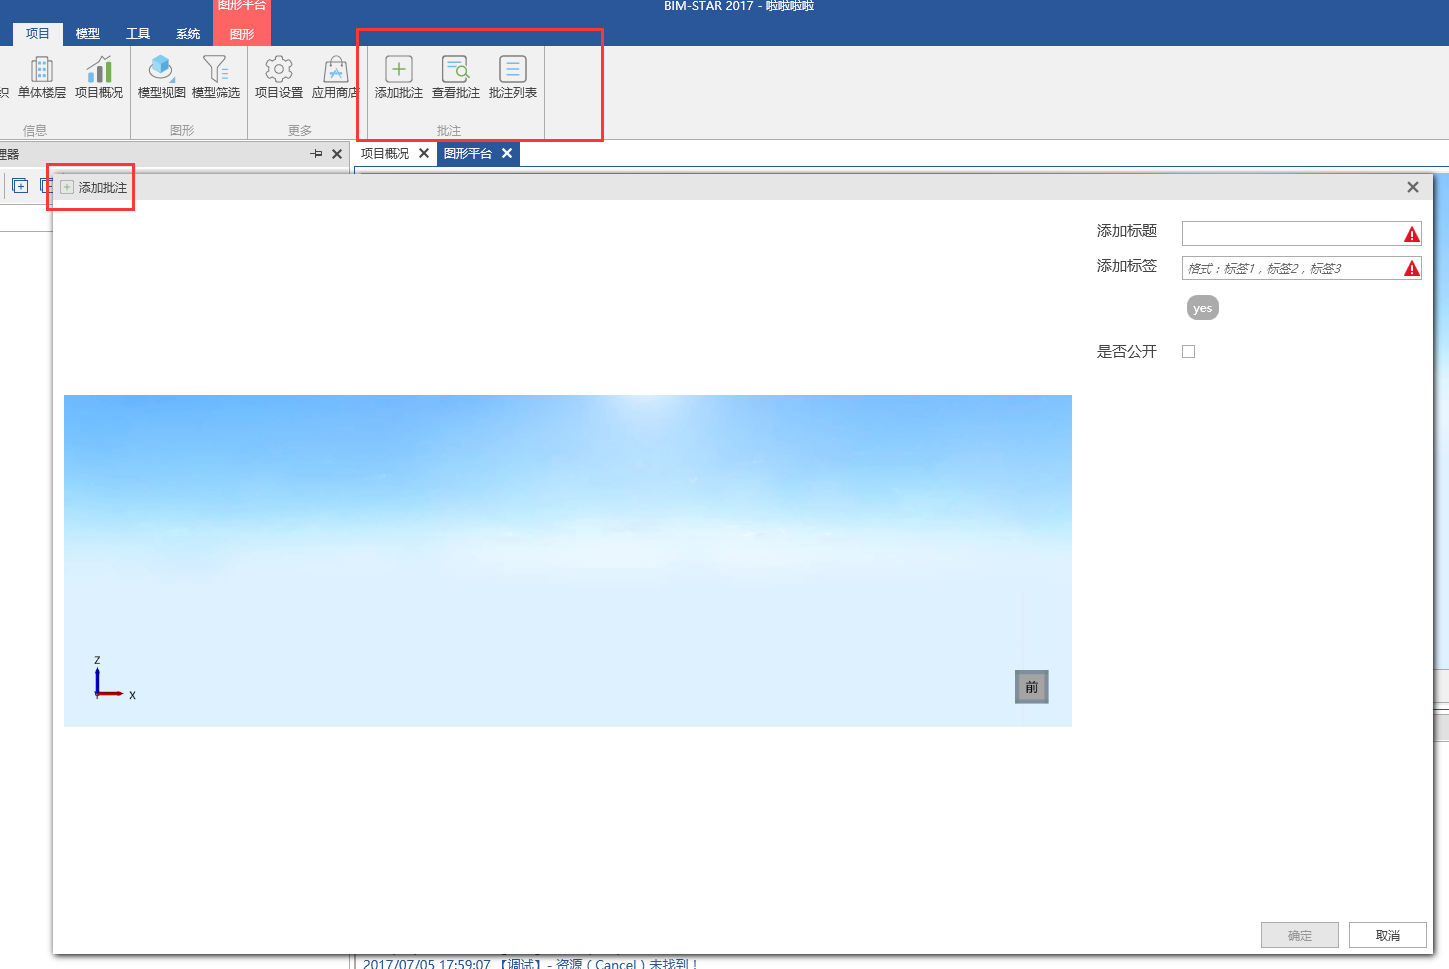 图形平台
BIM-STAR 2017 - 啦啦啦啦
项目
模型
工具
系统
图形
织
单体楼层
项目概况
模型视图
模型筛选
项目设置
应用商店
添加批注
查看批注
批注列表
信息
图形
更多
批注
理器
项目概况
图形平台
添加批注
添加标题
添加标签
格式：标签1，标签2，标签3
yes
是否公开
Z
X
前
确定
取消
2017/07/05 17:59:07 【调试】- 资源（Cancel）未找到！